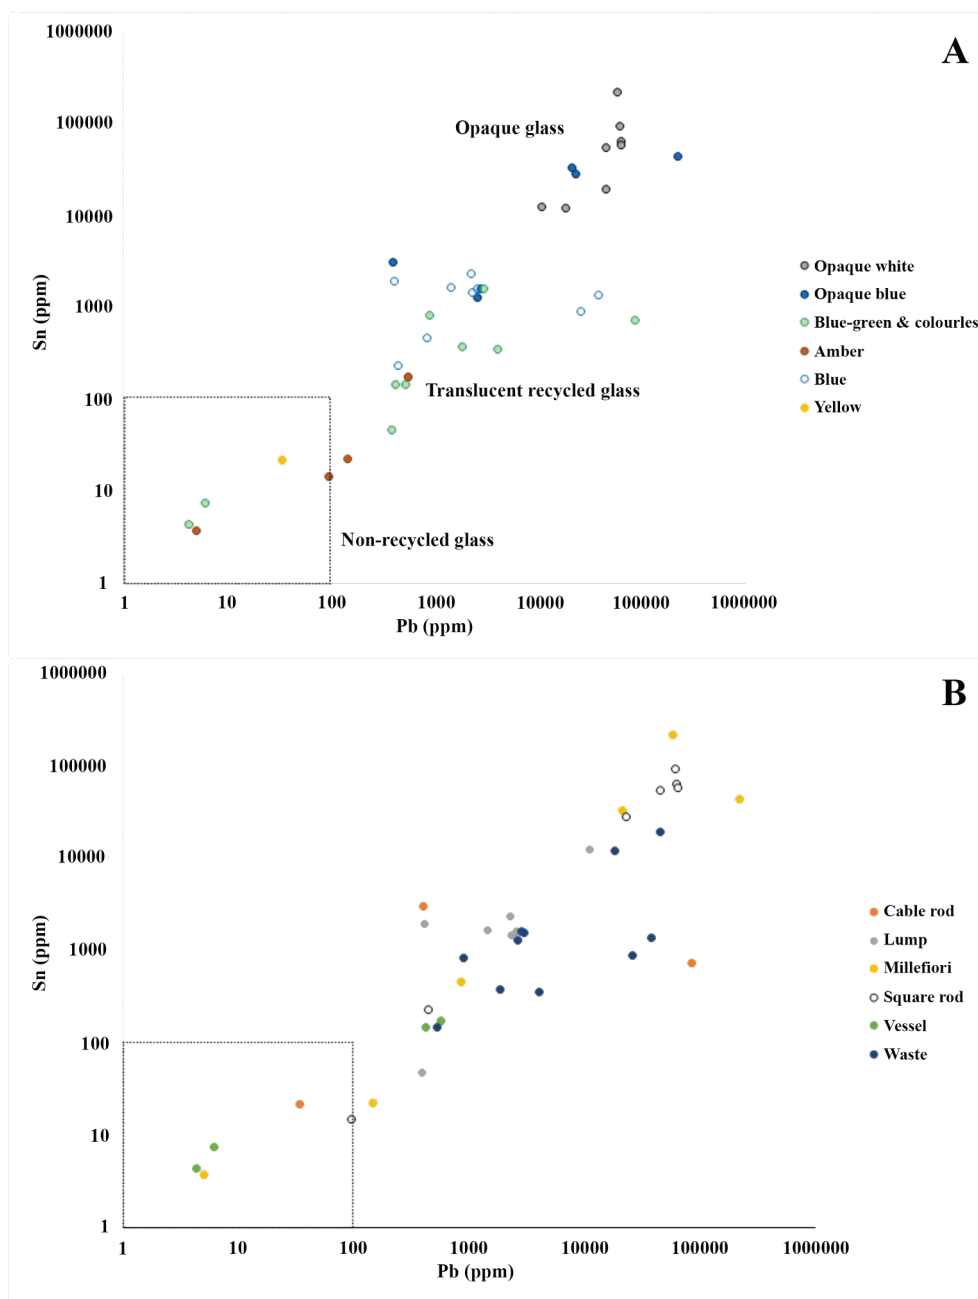 A
1000000
100000
10000
1000
100
10
1
Sn (ppm)
Opaque glass
Translucent recycled glass
Non-recycled glass
1 10 100 1000 10000 100000 1000000
Pb (ppm)
Opaque white
Opaque blue
Blue-green & colourles
Amber
Blue
Yellow
B
1000000
100000
10000
1000
100
10
1
Sn (ppm)
1 10 100 1000 10000 100000 1000000
Pb (ppm)
Cable rod
Lump
Millefiori
Square rod
Vessel
Waste